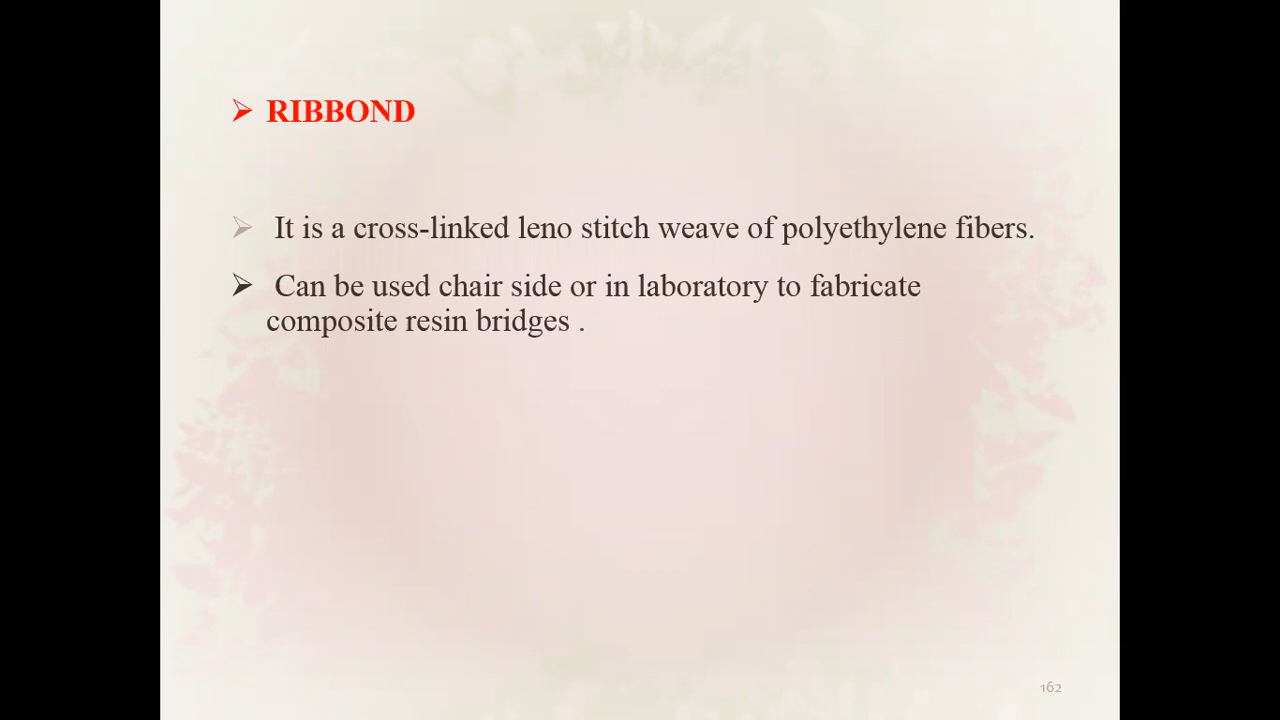 ➢ RIBBOND
➢ It is a cross-linked leno stitch weave of polyethylene fibers.
➢ Can be used chair side or in laboratory to fabricate
composite resin bridges .
162